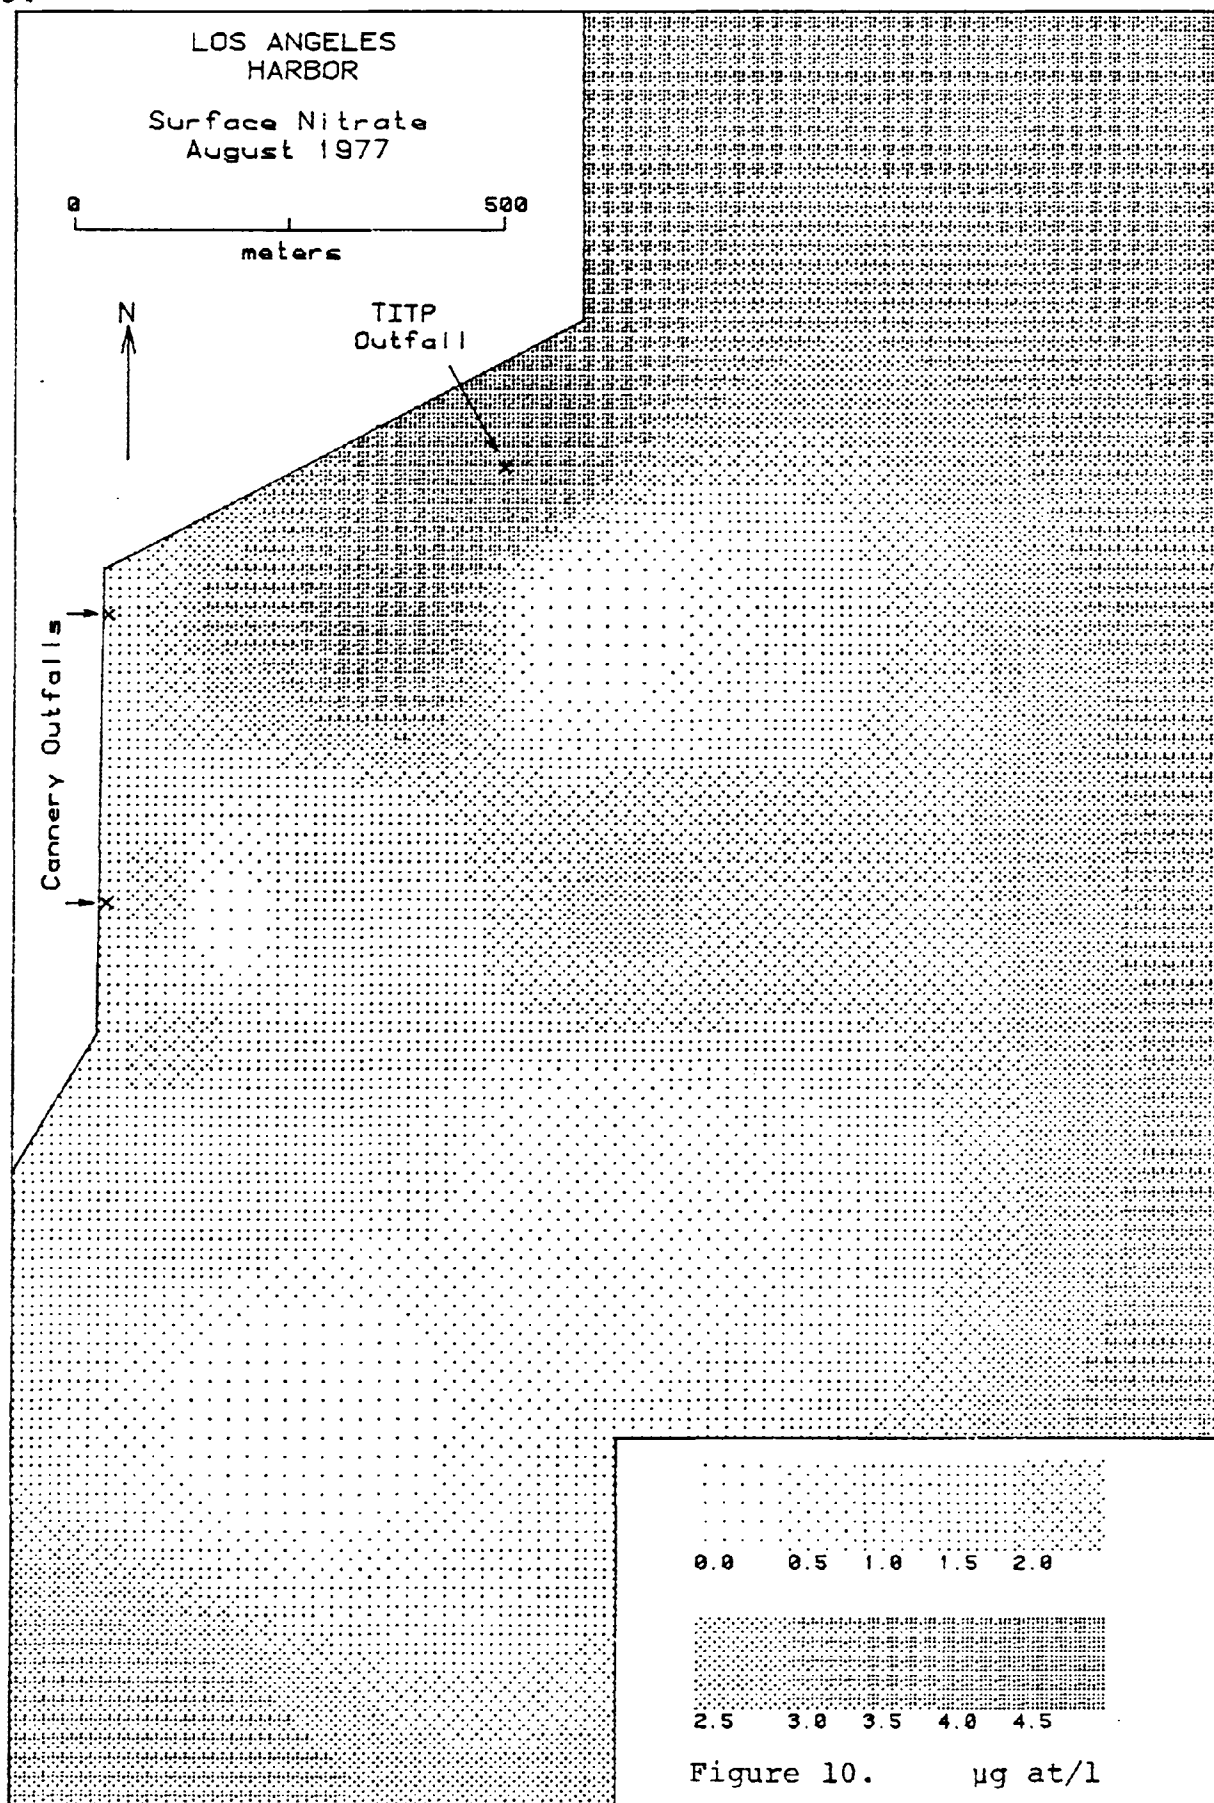 LOS ANGELES
HARBOR
Surface Nitrate
August 1977
0 500
meters
N
TITP
Outfall
Cannery Outfalls
0.0 0.5 1.0 1.5 2.0
2.5 3.0 3.5 4.0 4.5
Figure 10. µg at/l